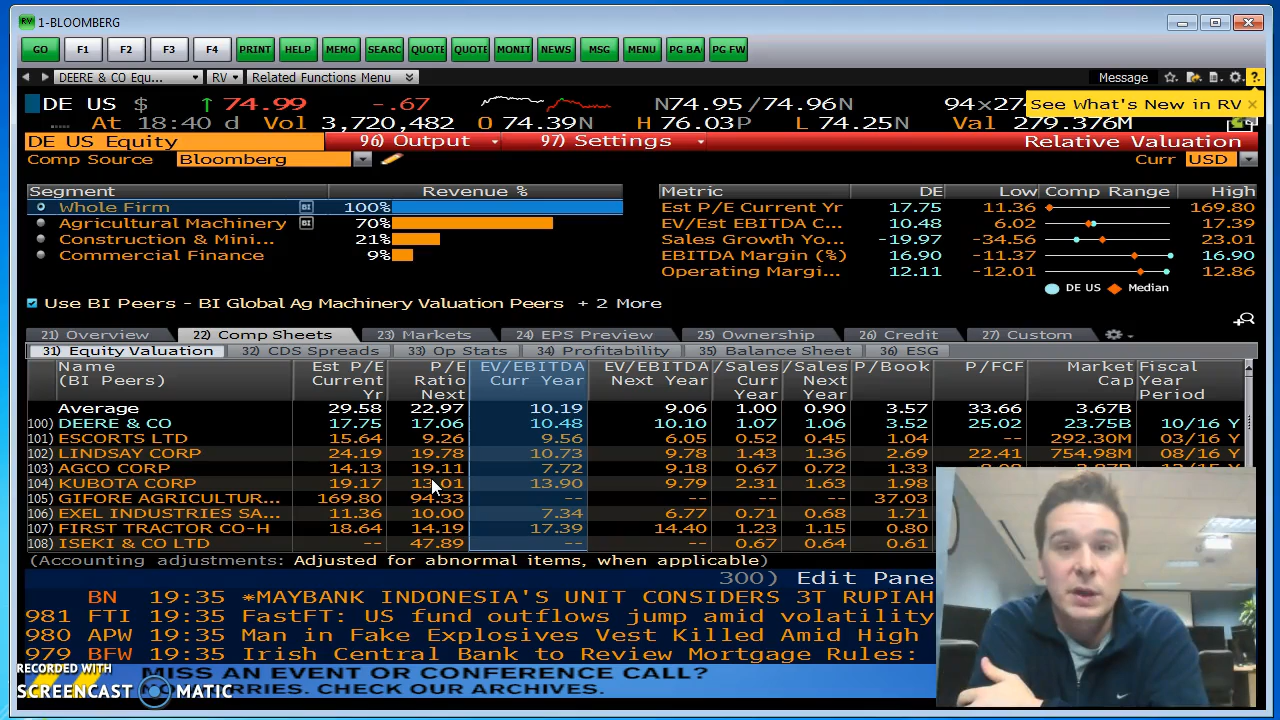 1-BLOOMBERG
GO F1 F2 F3 F4 PRINT HELP MEMO SEARC QUOTE QUOTE MONIT NEWS MSG MENU PG BA PG FW
DEERE & CO Equ... RV Related Functions Menu Message
DE US $ ↑ 74.99 -.67 N74.95/74.96N 94x27
See What's New in RV ×
At 18:40 d Vol 3,720,482 O 74.39N H 76.03P L 74.25N Val 279.376M
DE US Equity 96) Output 97) Settings Relative Valuation
Comp Source Bloomberg Curr USD
Segment Revenue % Metric DE Low Comp Range High
Whole Firm BI 100% Est P/E Current Yr 17.75 11.36 169.80
Agricultural Machinery BI 70% EV/Est EBITDA C... 10.48 6.02 17.39
Construction & Mini... 21% Sales Growth Yo... -19.97 -34.56 23.01
Commercial Finance 9% EBITDA Margin (%) 16.90 -11.37 16.90
Operating Margi... 12.11 -12.01 12.86
DE US Median
Use BI Peers - BI Global Ag Machinery Valuation Peers + 2 More
21) Overview 22) Comp Sheets 23) Markets 24) EPS Preview 25) Ownership 26) Credit 27) Custom
31) Equity Valuation 32) CDS Spreads 33) Op Stats 34) Profitability 35) Balance Sheet 36) ESG
Name Est P/E P/E EV/EBITDA EV/EBITDA /Sales /Sales P/Book P/FCF Market Fiscal
(BI Peers) Current Ratio Curr Year Next Year Curr Next Cap Year
Yr Next Year Year Period
Average 29.58 22.97 10.19 9.06 1.00 0.90 3.57 33.66 3.67B
100) DEERE & CO 17.75 17.06 10.48 10.10 1.07 1.06 3.52 25.02 23.75B 10/16 Y
101) ESCORTS LTD 15.64 9.26 9.56 6.05 0.52 0.45 1.04 -- 292.30M 03/16 Y
102) LINDSAY CORP 24.19 19.78 10.73 9.78 1.46 1.38 2.69 22.41 754.98M 08/16 Y
103) AGCO CORP 14.13 19.11 7.72 9.18 0.67 0.72 1.33
104) KUBOTA CORP 19.17 13.01 13.90 9.79 2.31 1.63 1.98
105) GIFORE AGRICULTUR... 169.80 94.33 -- -- -- -- 37.03
106) EXEL INDUSTRIES SA... 11.36 10.00 7.34 6.77 0.71 0.68 1.71
107) FIRST TRACTOR CO-H 18.64 14.19 17.39 14.40 1.23 1.15 0.80
108) ISEKI & CO LTD -- 47.89 -- -- 0.67 0.64 0.61
(Accounting adjustments: Adjusted for abnormal items, when applicable)
300) Edit Pane
BN 19:35 *MAYBANK INDONESIA'S UNIT CONSIDERS 3T RUPIAH
981 FTI 19:35 FastFT: US fund outflows jump amid volatility
980 APW 19:35 Man in Fake Explosives Vest Killed Amid High
979 BFW 19:35 Irish Central Bank to Review Mortgage Rules:
MISS AN EVENT OR CONFERENCE CALL?
RRIES. CHECK OUR ARCHIVES.
RECORDED WITH
SCREENCAST MATIC